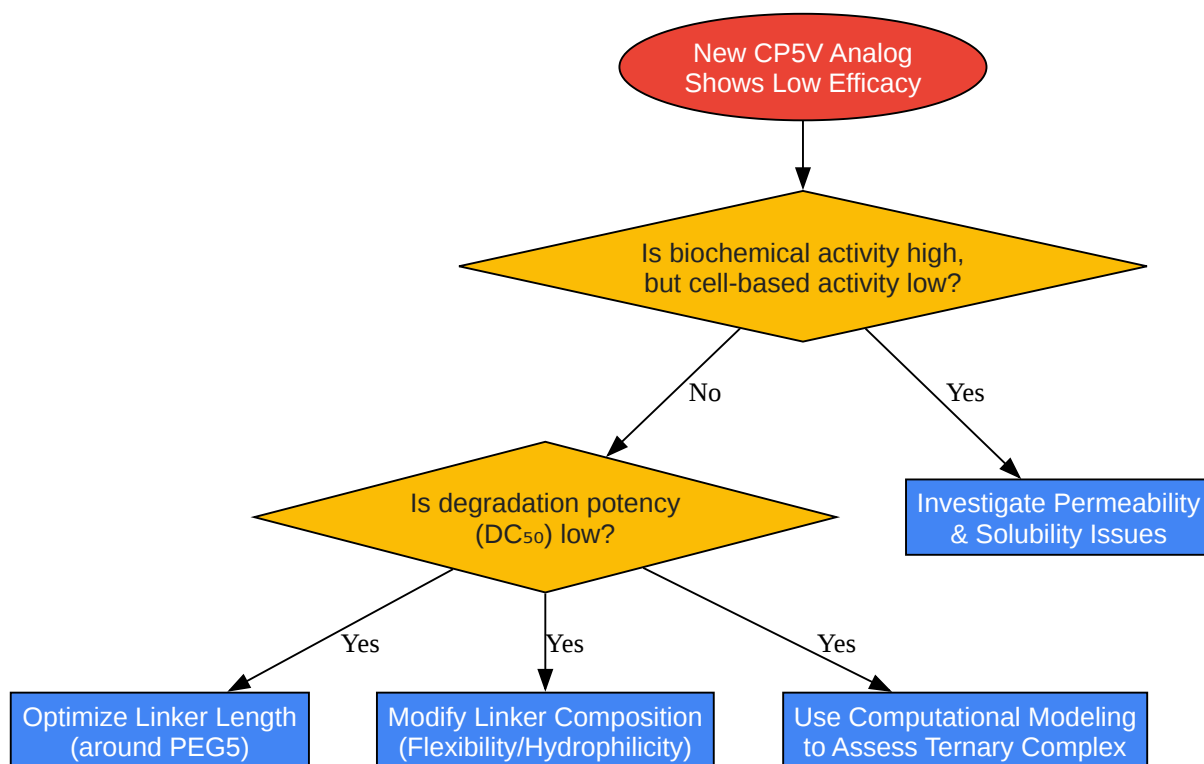 New CP5V Analog
Shows Low Efficacy
Is biochemical activity high,
but cell-based activity low?
No
Yes
Is degradation potency
(DC₅₀) low?
Investigate Permeability
& Solubility Issues
Yes
Yes
Yes
Optimize Linker Length
(around PEG5)
Modify Linker Composition
(Flexibility/Hydrophilicity)
Use Computational Modeling
to Assess Ternary Complex